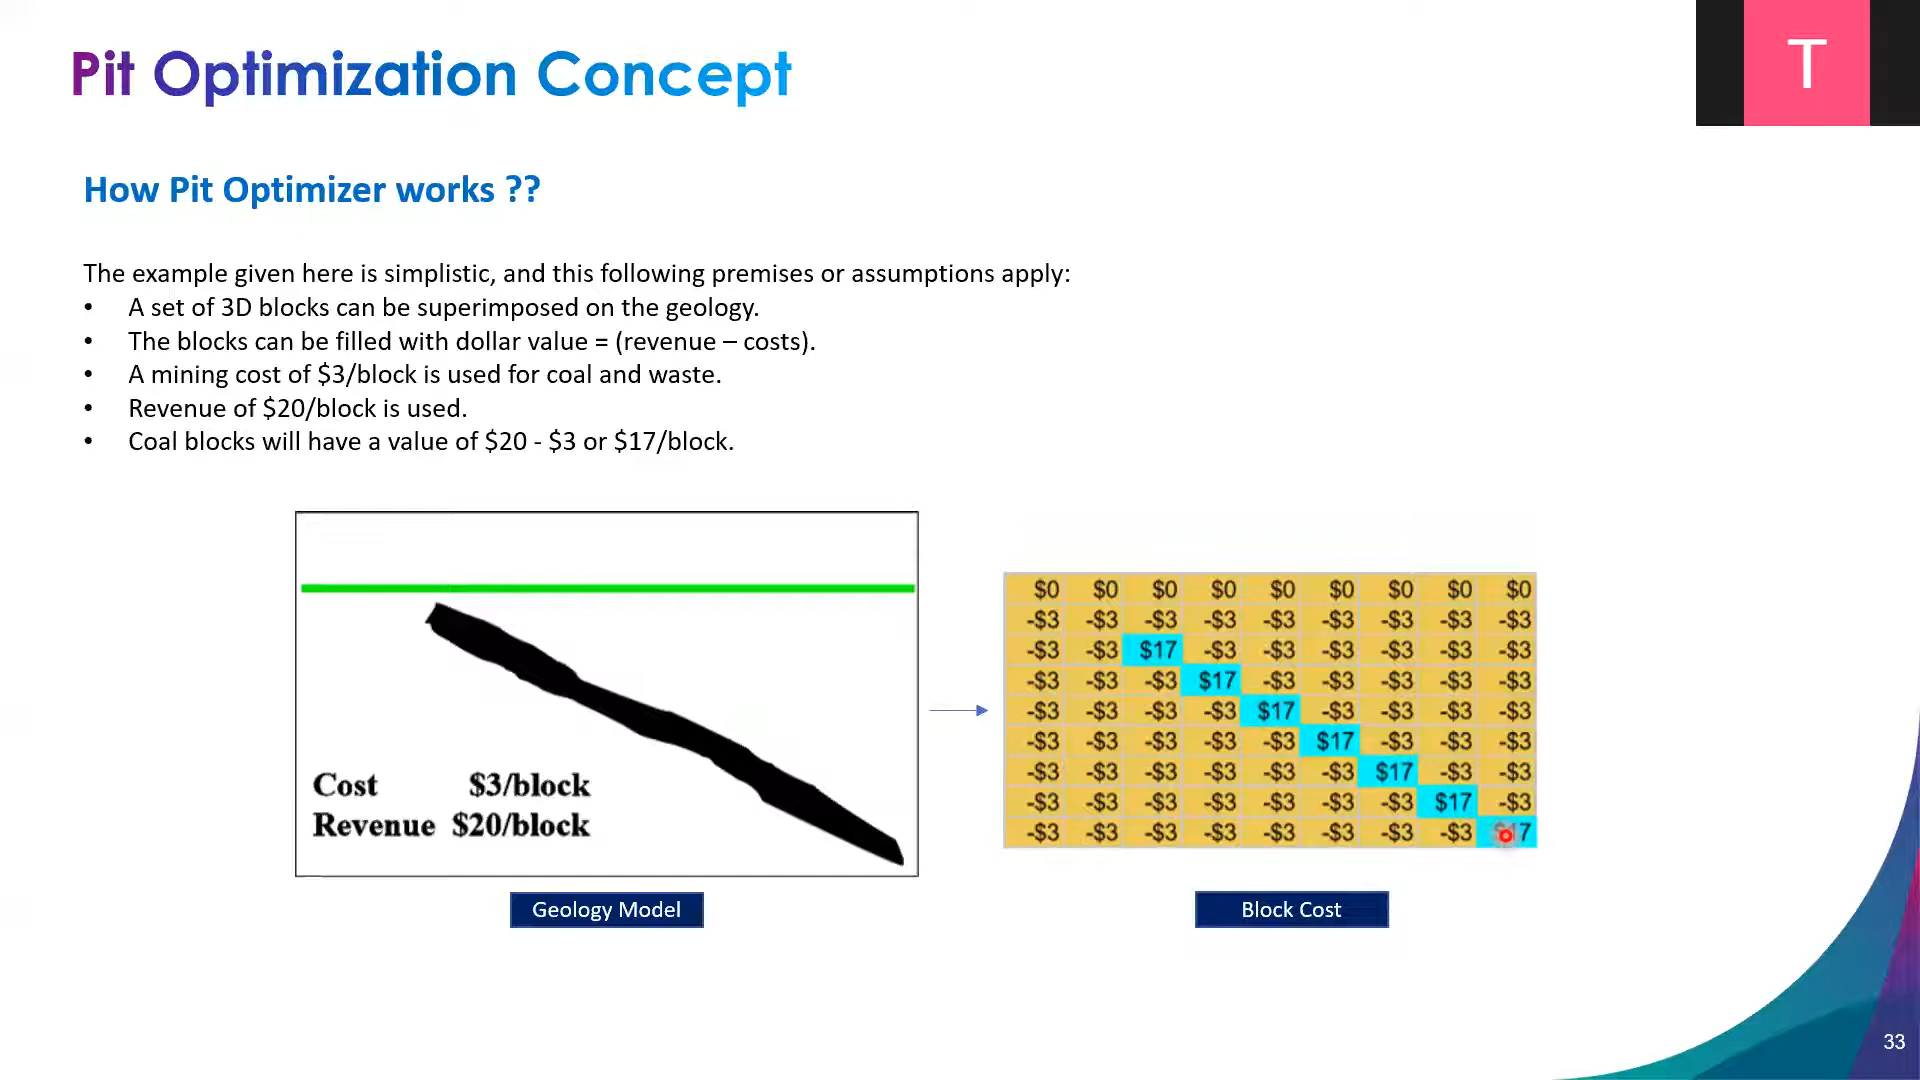 Pit Optimization Concept
T
How Pit Optimizer works ??
The example given here is simplistic, and this following premises or assumptions apply:
• A set of 3D blocks can be superimposed on the geology.
• The blocks can be filled with dollar value = (revenue – costs).
• A mining cost of $3/block is used for coal and waste.
• Revenue of $20/block is used.
• Coal blocks will have a value of $20 - $3 or $17/block.
Cost $3/block
Revenue $20/block
Geology Model
$0 $0 $0 $0 $0 $0 $0 $0 $0
-$3 -$3 -$3 -$3 -$3 -$3 -$3 -$3 -$3
-$3 -$3 $17 -$3 -$3 -$3 -$3 -$3 -$3
-$3 -$3 -$3 $17 -$3 -$3 -$3 -$3 -$3
-$3 -$3 -$3 -$3 $17 -$3 -$3 -$3 -$3
-$3 -$3 -$3 -$3 -$3 $17 -$3 -$3 -$3
-$3 -$3 -$3 -$3 -$3 -$3 $17 -$3 -$3
-$3 -$3 -$3 -$3 -$3 -$3 -$3 $17 -$3
-$3 -$3 -$3 -$3 -$3 -$3 -$3 -$3 $17
Block Cost
33